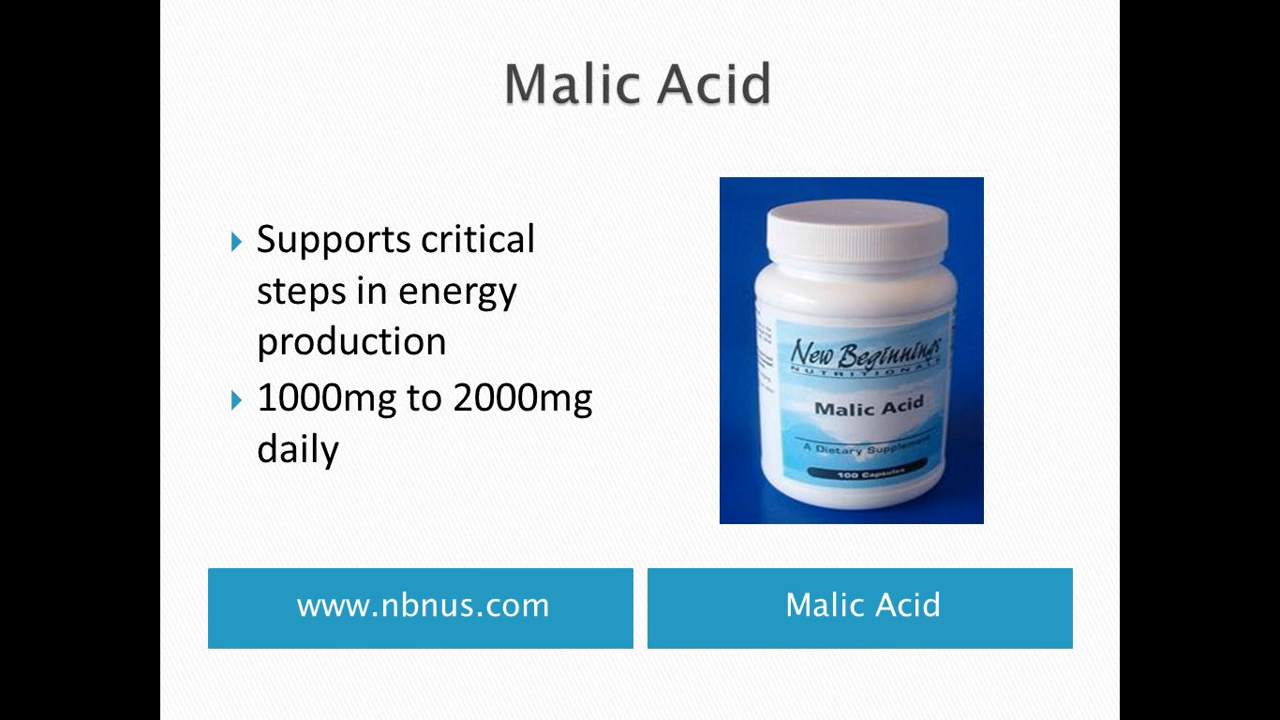 Malic Acid
Supports critical
steps in energy
production
1000mg to 2000mg
daily
New Beginnings
NUTRITIONALS
Malic Acid
A Dietary Supplement
100 Capsules
www.nbnus.com
Malic Acid